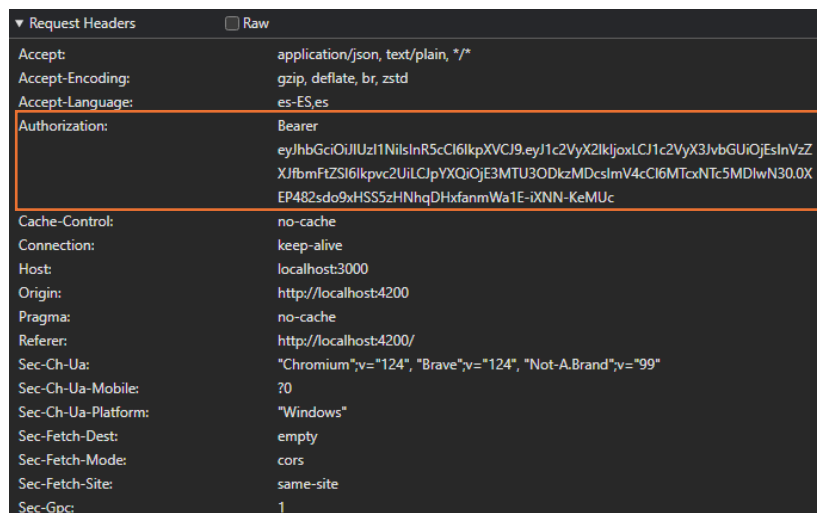 ▼ Request Headers Raw
Accept: application/json, text/plain, */*
Accept-Encoding: gzip, deflate, br, zstd
Accept-Language: es-ES,es
Authorization: Bearer
eyJhbGciOiJIUzI1NiIsInR5cCI6IkpXVCJ9.eyJ1c2VyX2lkIjoxLCJ1c2VyX3JvbGUiOjEsInVzZ
XJfbmFtZSI6Ikpvc2UiLCJpYXQiOjE3MTU3ODkzMDcsImV4cCI6MTcxNTc5MDIwN30.0X
EP482sdo9xHSS5zHNhqDHxfanmWa1E-iXNN-KeMUc
Cache-Control: no-cache
Connection: keep-alive
Host: localhost:3000
Origin: http://localhost:4200
Pragma: no-cache
Referer: http://localhost:4200/
Sec-Ch-Ua: "Chromium";v="124", "Brave";v="124", "Not-A.Brand";v="99"
Sec-Ch-Ua-Mobile: ?0
Sec-Ch-Ua-Platform: "Windows"
Sec-Fetch-Dest: empty
Sec-Fetch-Mode: cors
Sec-Fetch-Site: same-site
Sec-Gpc: 1